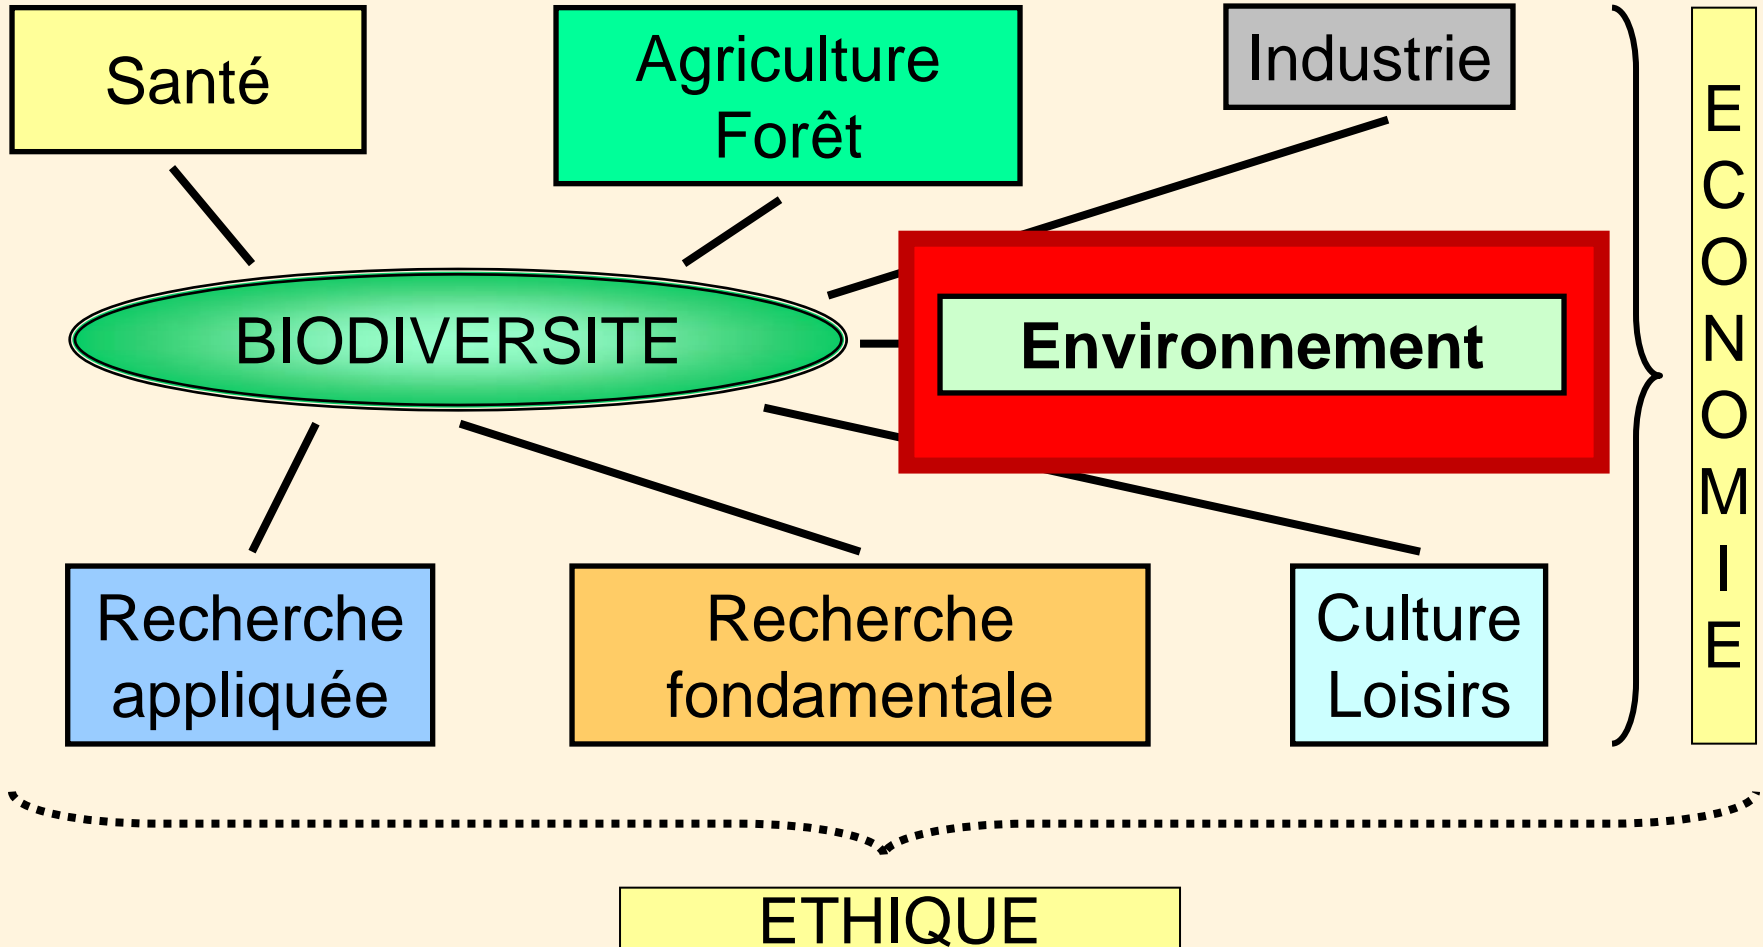 Santé
Agriculture
Forêt
Industrie
BIODIVERSITE
Environnement
Recherche
appliquée
Recherche
fondamentale
Culture
Loisirs
E
C
O
N
O
M
I
E
ETHIQUE